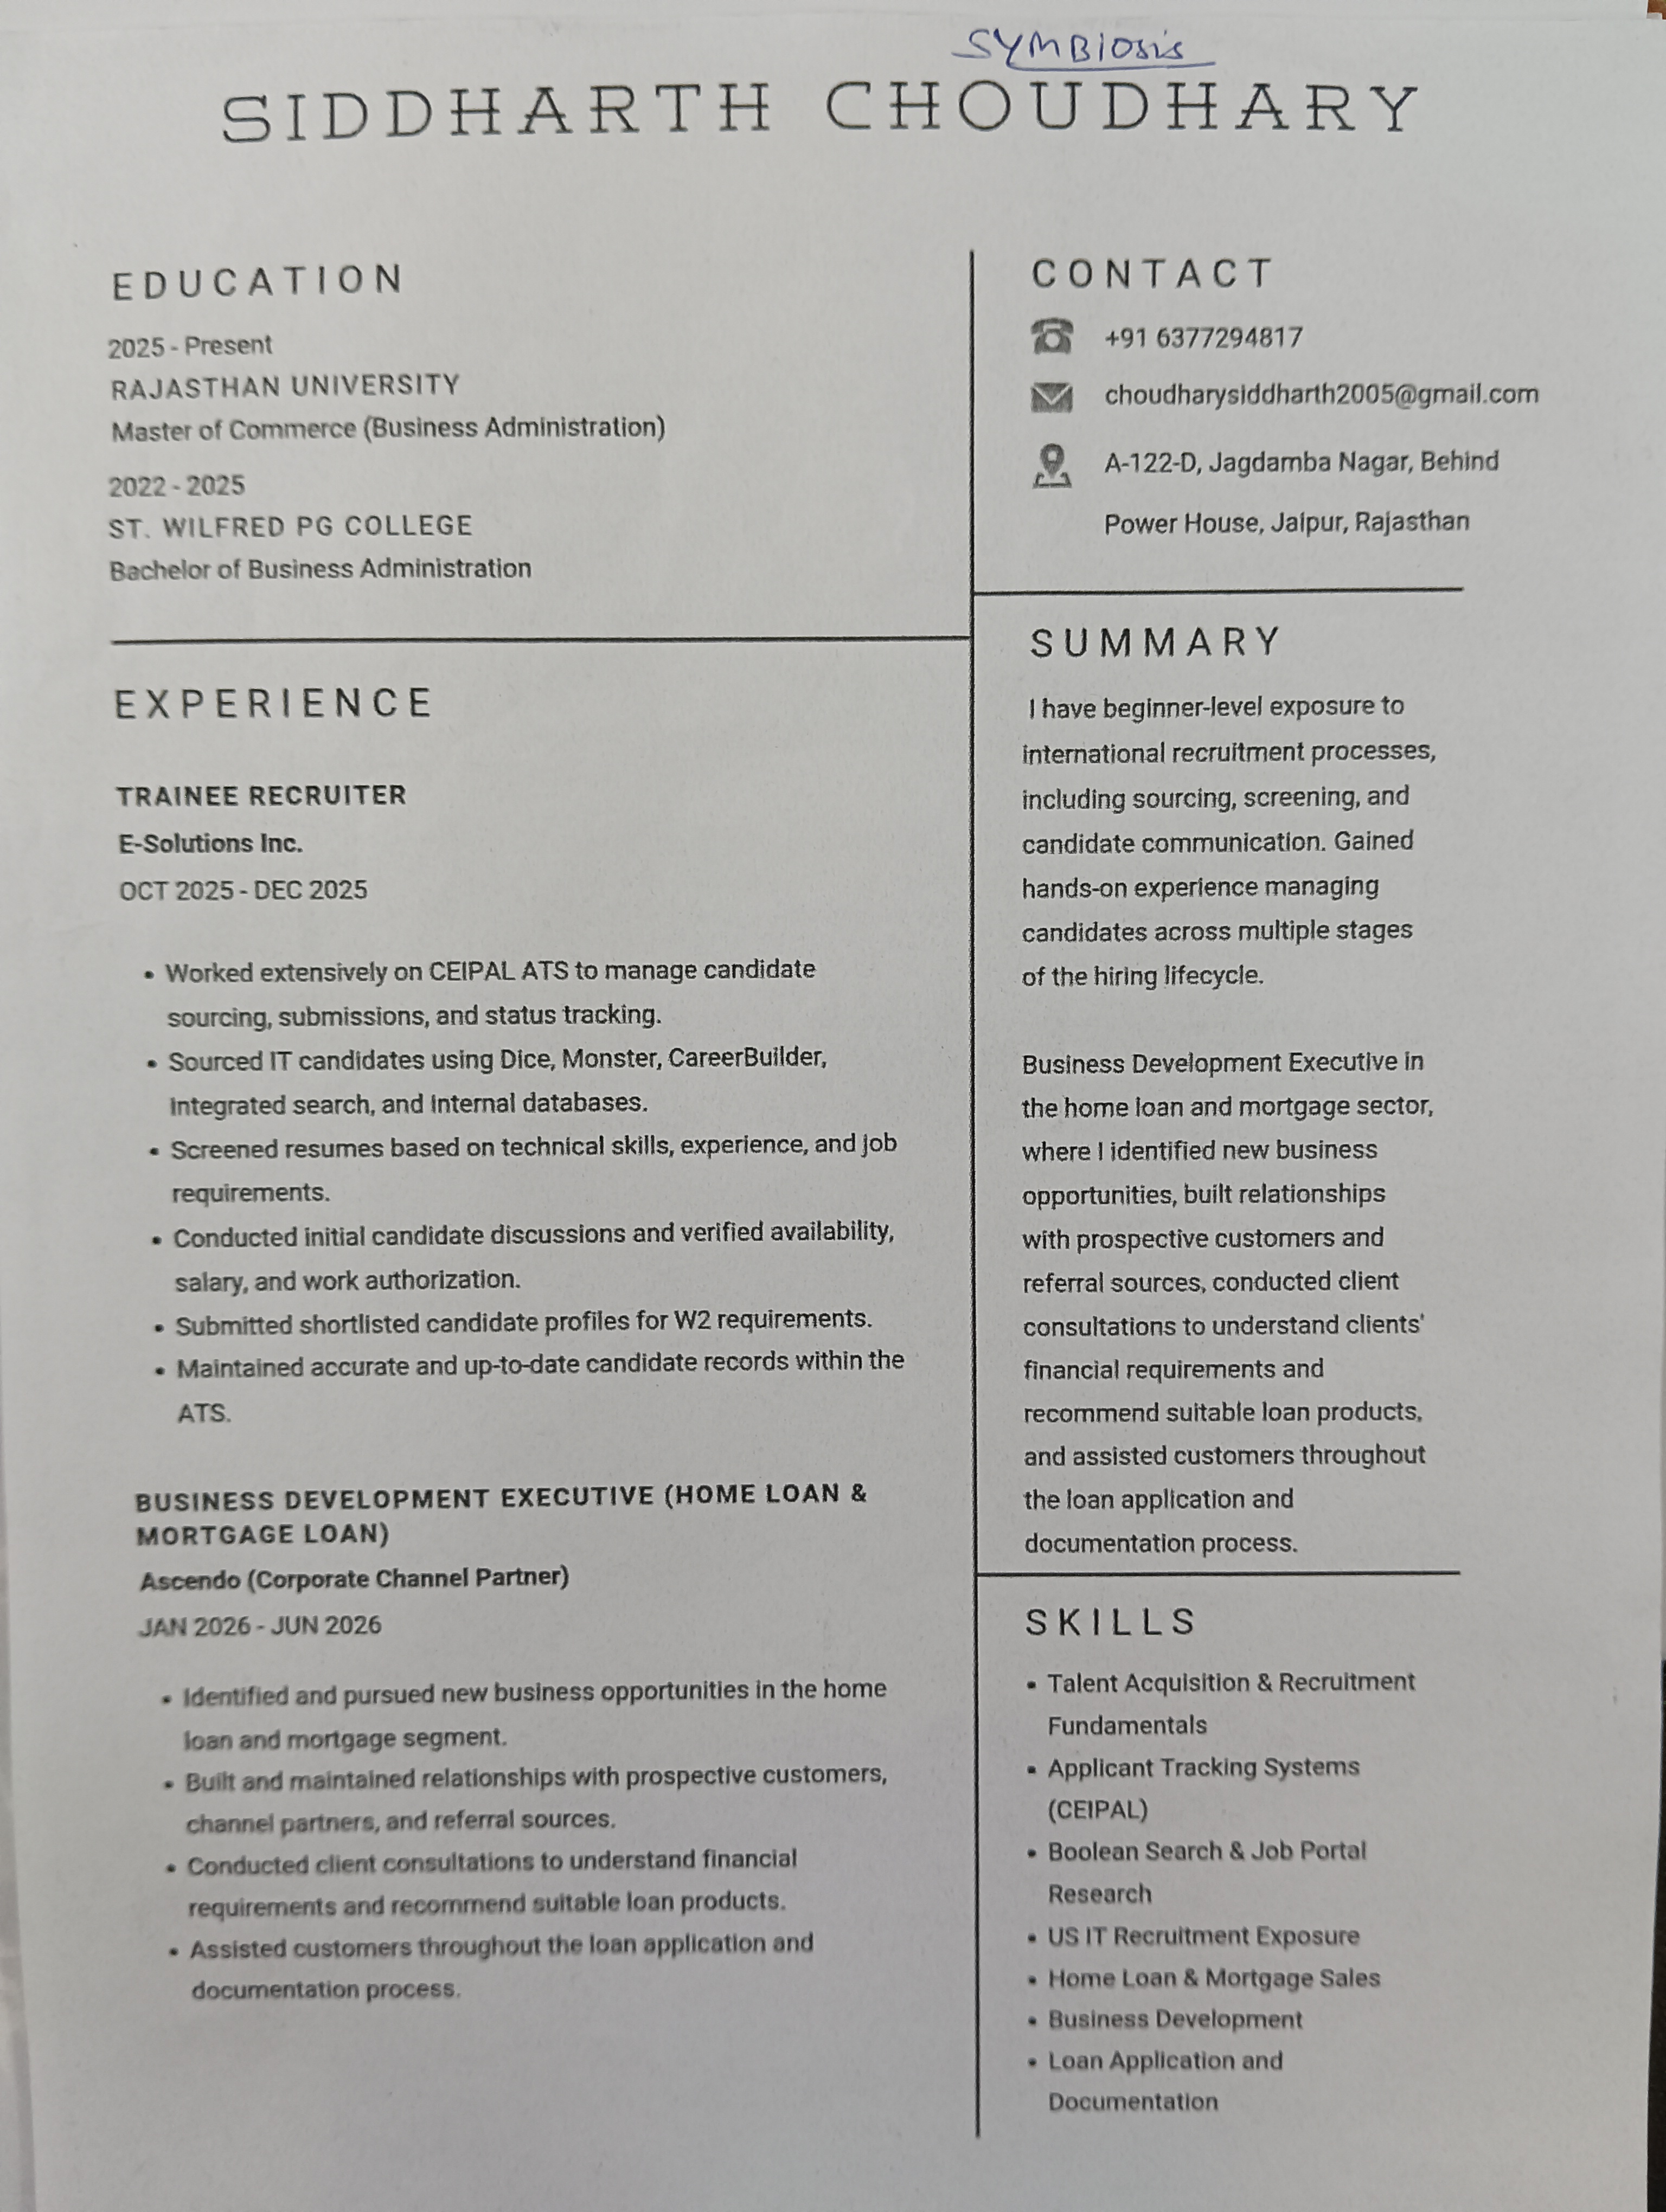 SYMBIOSIS
SIDDHARTH CHOUDHARY
EDUCATION
2025 - Present
RAJASTHAN UNIVERSITY
Master of Commerce (Business Administration)
2022 - 2025
ST. WILFRED PG COLLEGE
Bachelor of Business Administration
EXPERIENCE
TRAINEE RECRUITER
E-Solutions Inc.
OCT 2025 - DEC 2025
• Worked extensively on CEIPAL ATS to manage candidate
sourcing, submissions, and status tracking.
• Sourced IT candidates using Dice, Monster, CareerBuilder,
integrated search, and internal databases.
• Screened resumes based on technical skills, experience, and job
requirements.
• Conducted initial candidate discussions and verified availability,
salary, and work authorization.
• Submitted shortlisted candidate profiles for W2 requirements.
• Maintained accurate and up-to-date candidate records within the
ATS.
BUSINESS DEVELOPMENT EXECUTIVE (HOME LOAN &
MORTGAGE LOAN)
Ascendo (Corporate Channel Partner)
JAN 2026 - JUN 2026
• Identified and pursued new business opportunities in the home
loan and mortgage segment.
• Built and maintained relationships with prospective customers,
channel partners, and referral sources.
• Conducted client consultations to understand financial
requirements and recommend suitable loan products.
• Assisted customers throughout the loan application and
documentation process.
CONTACT
+91 6377294817
choudharysiddharth2005@gmail.com
A-122-D, Jagdamba Nagar, Behind
Power House, Jaipur, Rajasthan
SUMMARY
I have beginner-level exposure to
international recruitment processes,
including sourcing, screening, and
candidate communication. Gained
hands-on experience managing
candidates across multiple stages
of the hiring lifecycle.
Business Development Executive in
the home loan and mortgage sector,
where I identified new business
opportunities, built relationships
with prospective customers and
referral sources, conducted client
consultations to understand clients'
financial requirements and
recommend suitable loan products,
and assisted customers throughout
the loan application and
documentation process.
SKILLS
• Talent Acquisition & Recruitment
Fundamentals
• Applicant Tracking Systems
(CEIPAL)
• Boolean Search & Job Portal
Research
• US IT Recruitment Exposure
• Home Loan & Mortgage Sales
• Business Development
• Loan Application and
Documentation